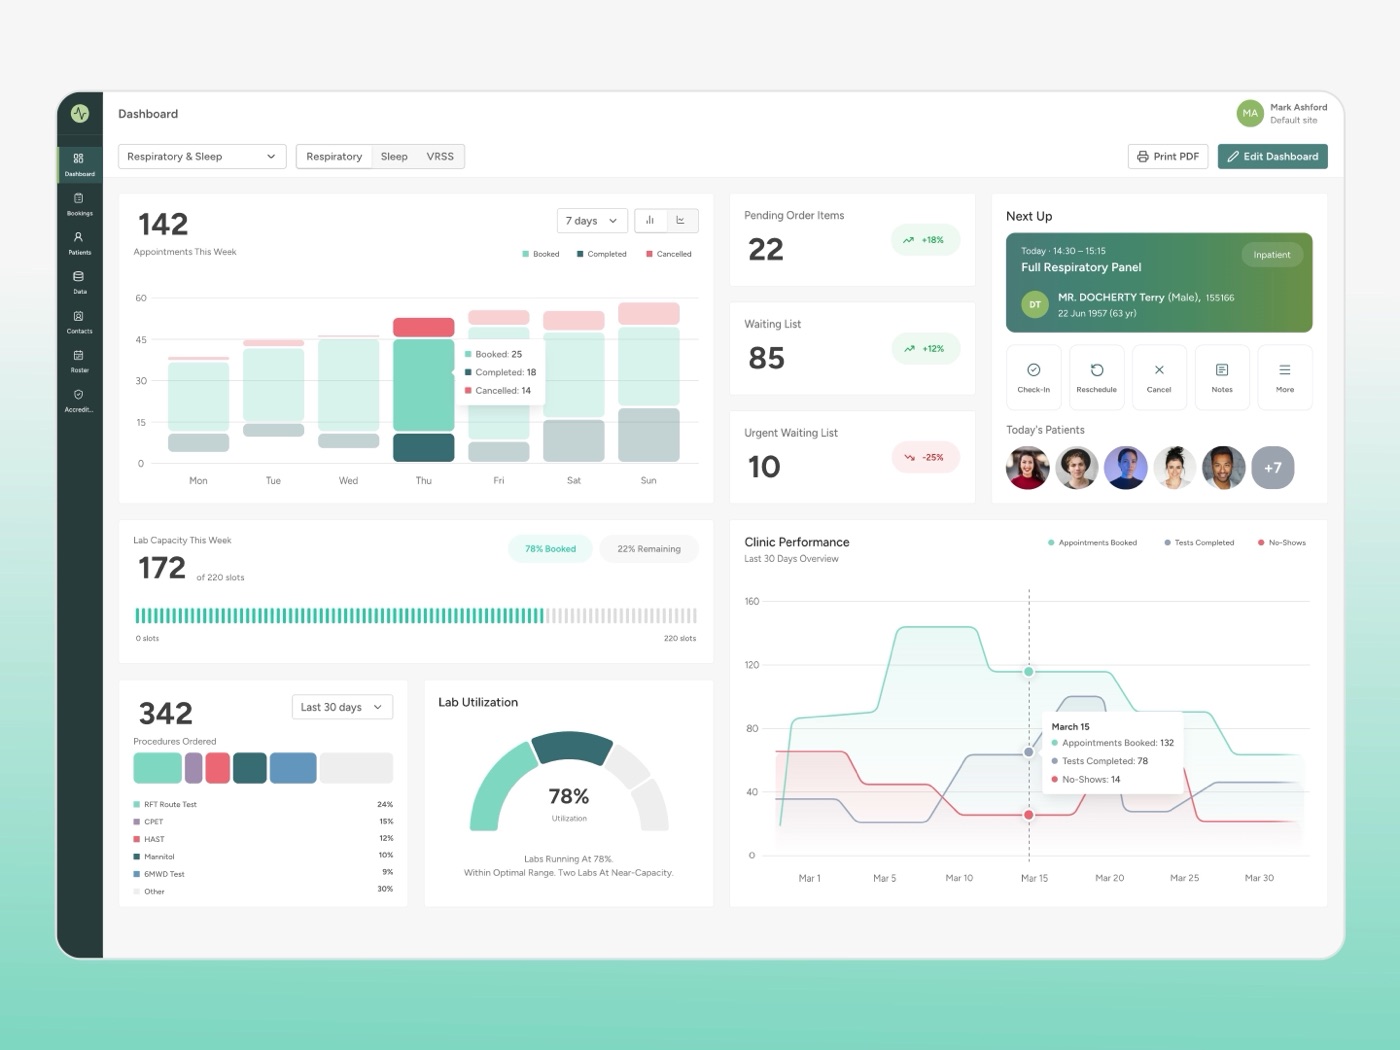 Dashboard
Mark Ashford
MA
Default site
Respiratory & Sleep
Respiratory
Sleep
VRSS
Print PDF
Edit Dashboard
Dashboard
Bookings
Patients
Data
Contacts
Roster
Accredit...
142
Appointments This Week
7 days
Booked
Completed
Cancelled
60
45
30
15
0
Booked: 25
Completed: 18
Cancelled: 14
Mon
Tue
Wed
Thu
Fri
Sat
Sun
Pending Order Items
22
+18%
Waiting List
85
+12%
Urgent Waiting List
10
-25%
Next Up
Today · 14:30 – 15:15
Inpatient
Full Respiratory Panel
DT
MR. DOCHERTY Terry (Male), 155166
22 Jun 1957 (63 yr)
Check-In
Reschedule
Cancel
Notes
More
Today's Patients
+7
Lab Capacity This Week
172
of 220 slots
78% Booked
22% Remaining
0 slots
220 slots
342
Last 30 days
Procedures Ordered
RFT Route Test
24%
CPET
15%
HAST
12%
Mannitol
10%
6MWD Test
9%
Other
30%
Lab Utilization
78%
Utilization
Labs Running At 78%.
Within Optimal Range. Two Labs At Near-Capacity.
Clinic Performance
Last 30 Days Overview
Appointments Booked
Tests Completed
No-Shows
160
120
80
40
0
March 15
Appointments Booked: 132
Tests Completed: 78
No-Shows: 14
Mar 1
Mar 5
Mar 10
Mar 15
Mar 20
Mar 25
Mar 30